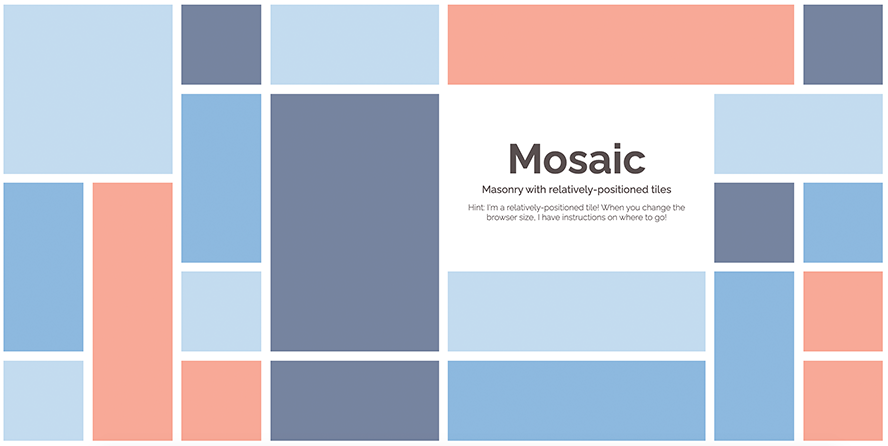 Mosaic
Masonry with relatively-positioned tiles
Hint: I'm a relatively-positioned tile! When you change the
browser size, I have instructions on where to go!